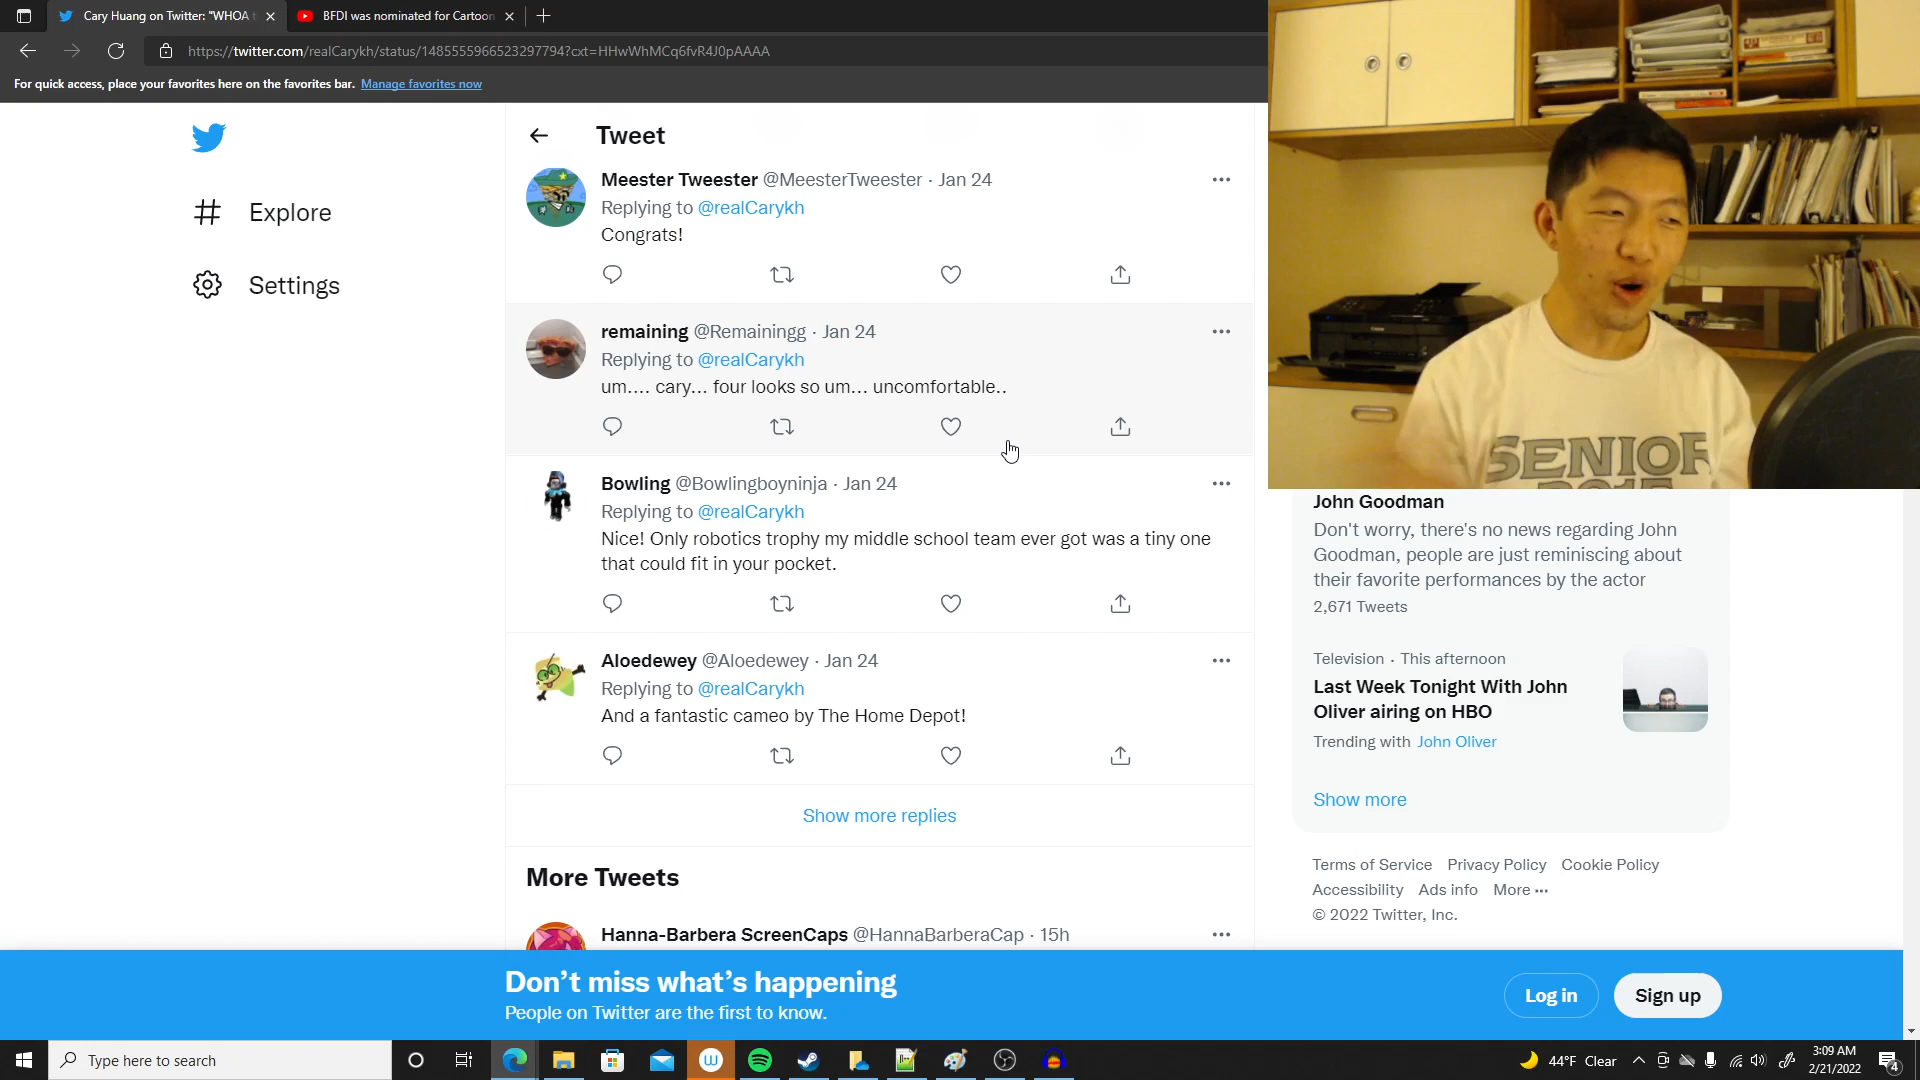 Cary Huang on Twitter: "WHOA
BFDI was nominated for Cartoon
https://twitter.com/realCarykh/status/1485555966523297794?cxt=HHwWhMCq6fvR4J0pAAAA
For quick access, place your favorites here on the favorites bar. Manage favorites now
Explore
Settings
Tweet
Meester Tweester @MeesterTweester · Jan 24
Replying to @realCarykh
Congrats!
remaining @Remainingg · Jan 24
Replying to @realCarykh
um.... cary... four looks so um... uncomfortable..
Bowling @Bowlingboyninja · Jan 24
Replying to @realCarykh
Nice! Only robotics trophy my middle school team ever got was a tiny one
that could fit in your pocket.
Aloedewey @Aloedewey · Jan 24
Replying to @realCarykh
And a fantastic cameo by The Home Depot!
Show more replies
More Tweets
Hanna-Barbera ScreenCaps @HannaBarberaCap · 15h
SENIOR
John Goodman
Don't worry, there's no news regarding John
Goodman, people are just reminiscing about
their favorite performances by the actor
2,671 Tweets
Television · This afternoon
Last Week Tonight With John
Oliver airing on HBO
Trending with John Oliver
Show more
Terms of Service Privacy Policy Cookie Policy
Accessibility Ads info More ···
© 2022 Twitter, Inc.
Don't miss what's happening
People on Twitter are the first to know.
Log in
Sign up
Type here to search
44°F Clear
3:09 AM
2/21/2022
4